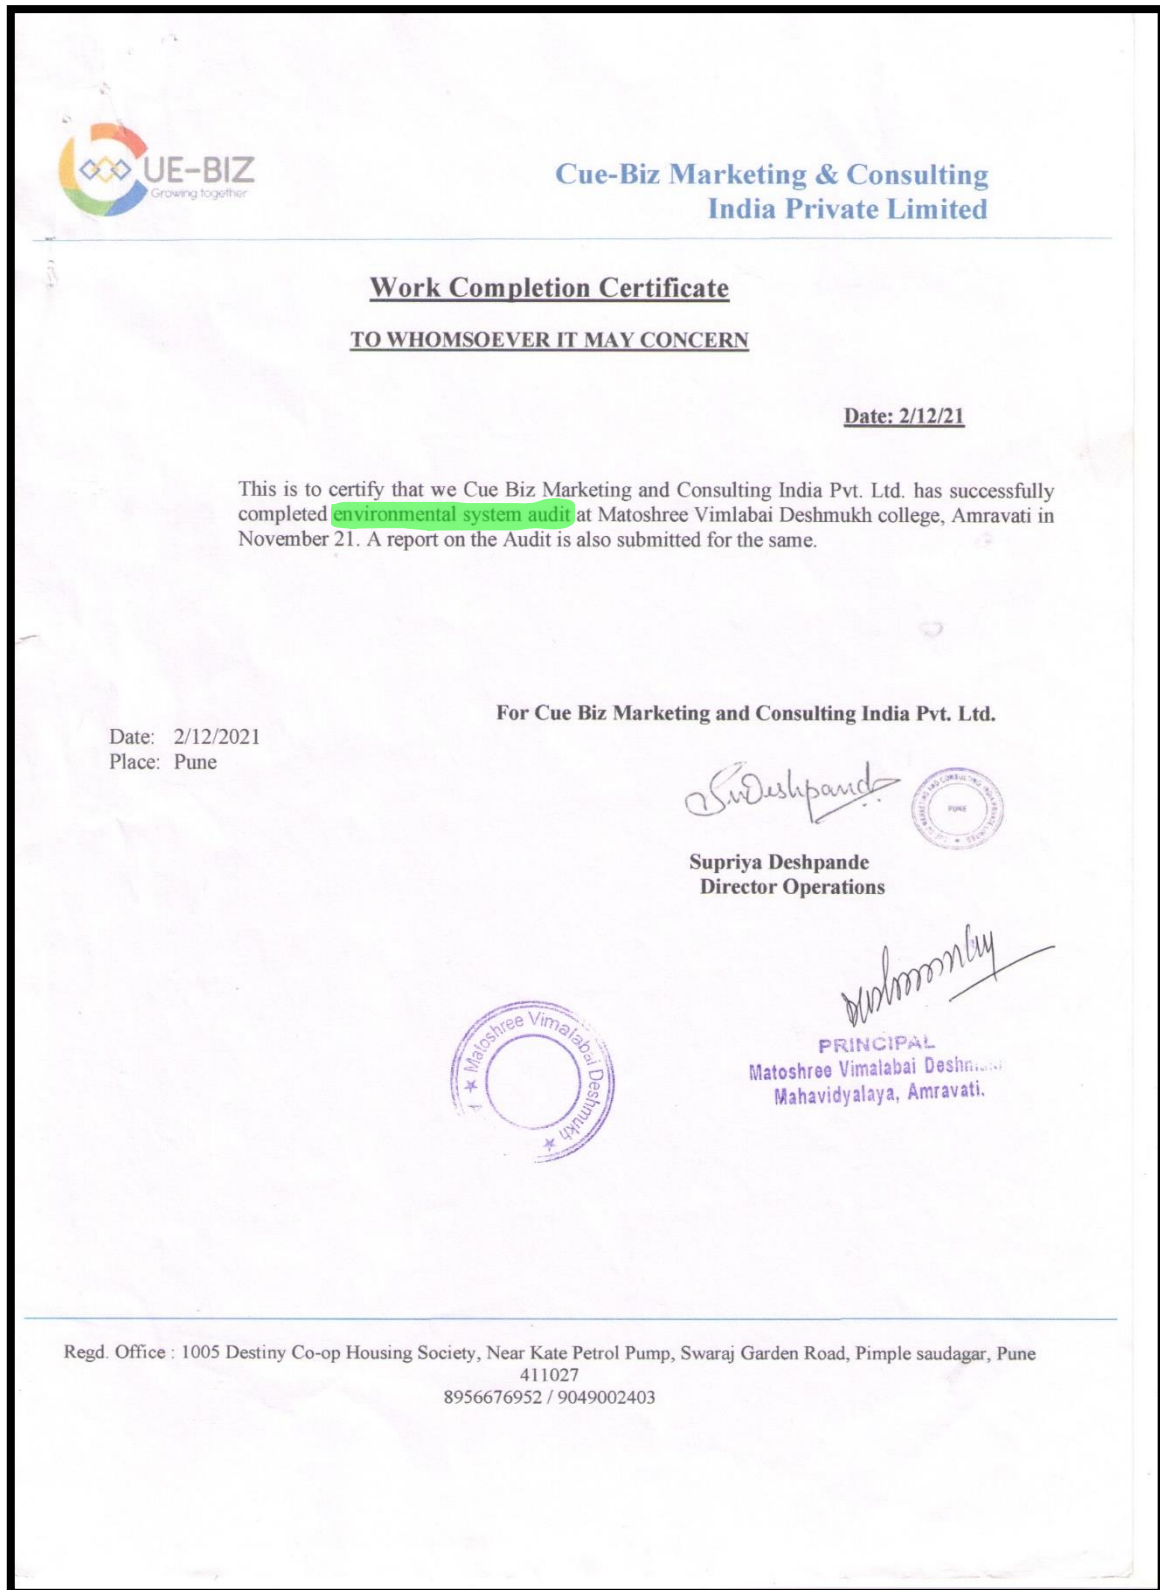 UE-BIZ
Growing together
Cue-Biz Marketing & Consulting
India Private Limited
Work Completion Certificate
TO WHOMSOEVER IT MAY CONCERN
Date: 2/12/21
This is to certify that we Cue Biz Marketing and Consulting India Pvt. Ltd. has successfully
completed environmental system audit at Matoshree Vimlabai Deshmukh college, Amravati in
November 21. A report on the Audit is also submitted for the same.
For Cue Biz Marketing and Consulting India Pvt. Ltd.
Date: 2/12/2021
Place: Pune
SuDeshpande
PUNE
Supriya Deshpande
Director Operations
Matoshree Vimalabai Deshmukh
PRINCIPAL
Matoshree Vimalabai
Mahavidyalaya, Amravati.
Regd. Office : 1005 Destiny Co-op Housing Society, Near Kate Petrol Pump, Swaraj Garden Road, Pimple saudagar, Pune
411027
8956676952 / 9049002403